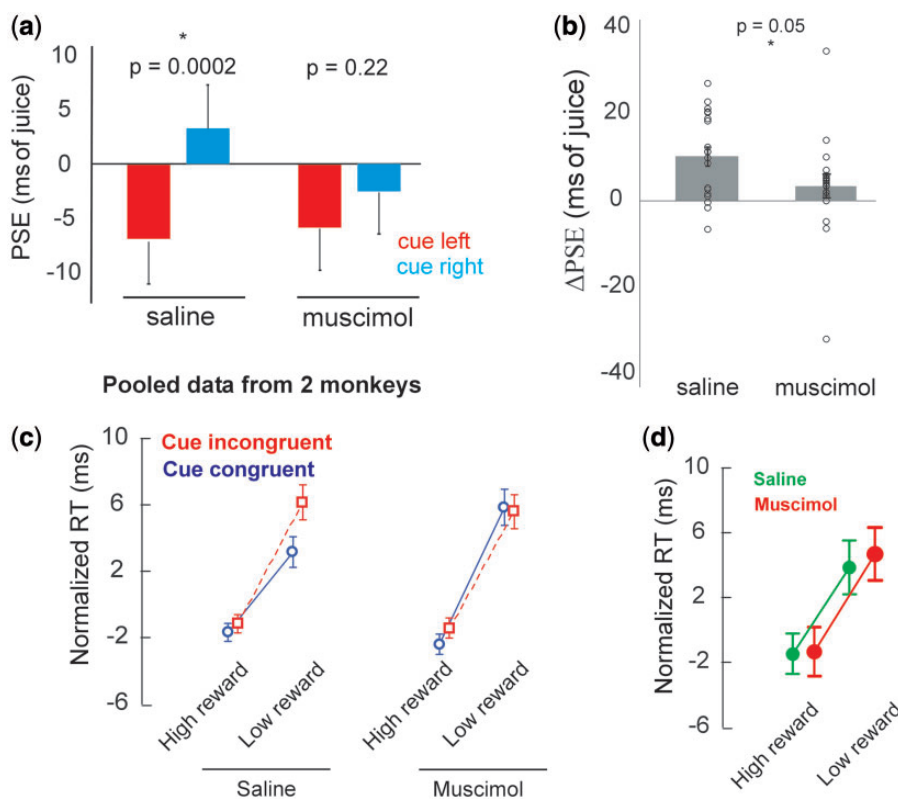 (a)
10
5
0
-5
-10
PSE (ms of juice)
*
p = 0.0002
p = 0.22
cue left
cue right
saline
muscimol
(b)
40
20
0
-20
-40
ΔPSE (ms of juice)
p = 0.05
*
saline
muscimol
Pooled data from 2 monkeys
(c)
10
6
2
-2
-6
Normalized RT (ms)
Cue incongruent
Cue congruent
High reward
Low reward
High reward
Low reward
Saline
Muscimol
(d)
10
6
2
-2
-6
Normalized RT (ms)
Saline
Muscimol
High reward
Low reward